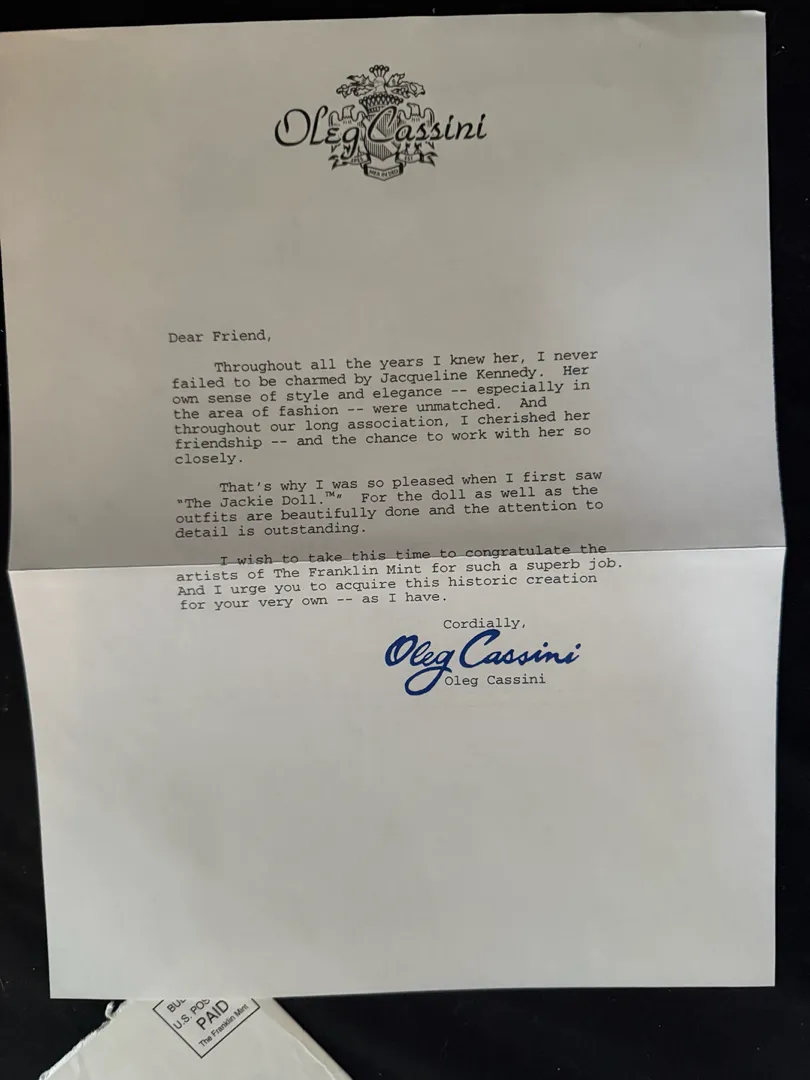 Oleg Cassini
Dear Friend,
Throughout all the years I knew her, I never
failed to be charmed by Jacqueline Kennedy. Her
own sense of style and elegance -- especially in
the area of fashion -- were unmatched. And
throughout our long association, I cherished her
friendship -- and the chance to work with her so
closely.
That's why I was so pleased when I first saw
"The Jackie Doll.™" For the doll as well as the
outfits are beautifully done and the attention to
detail is outstanding.
I wish to take this time to congratulate the
artists of The Franklin Mint for such a superb job.
And I urge you to acquire this historic creation
for your very own -- as I have.
Cordially,
Oleg Cassini
Oleg Cassini
U.S. POS
PAID
The Franklin Mint